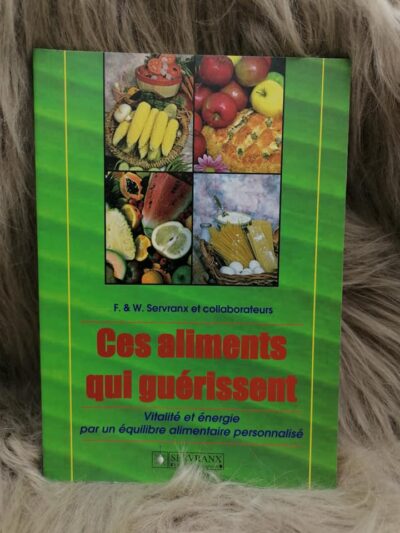 F. & W. Servranx et collaborateurs
Ces aliments
qui guérissent
Vitalité et énergie
par un équilibre alimentaire personnalisé
SERVRANX